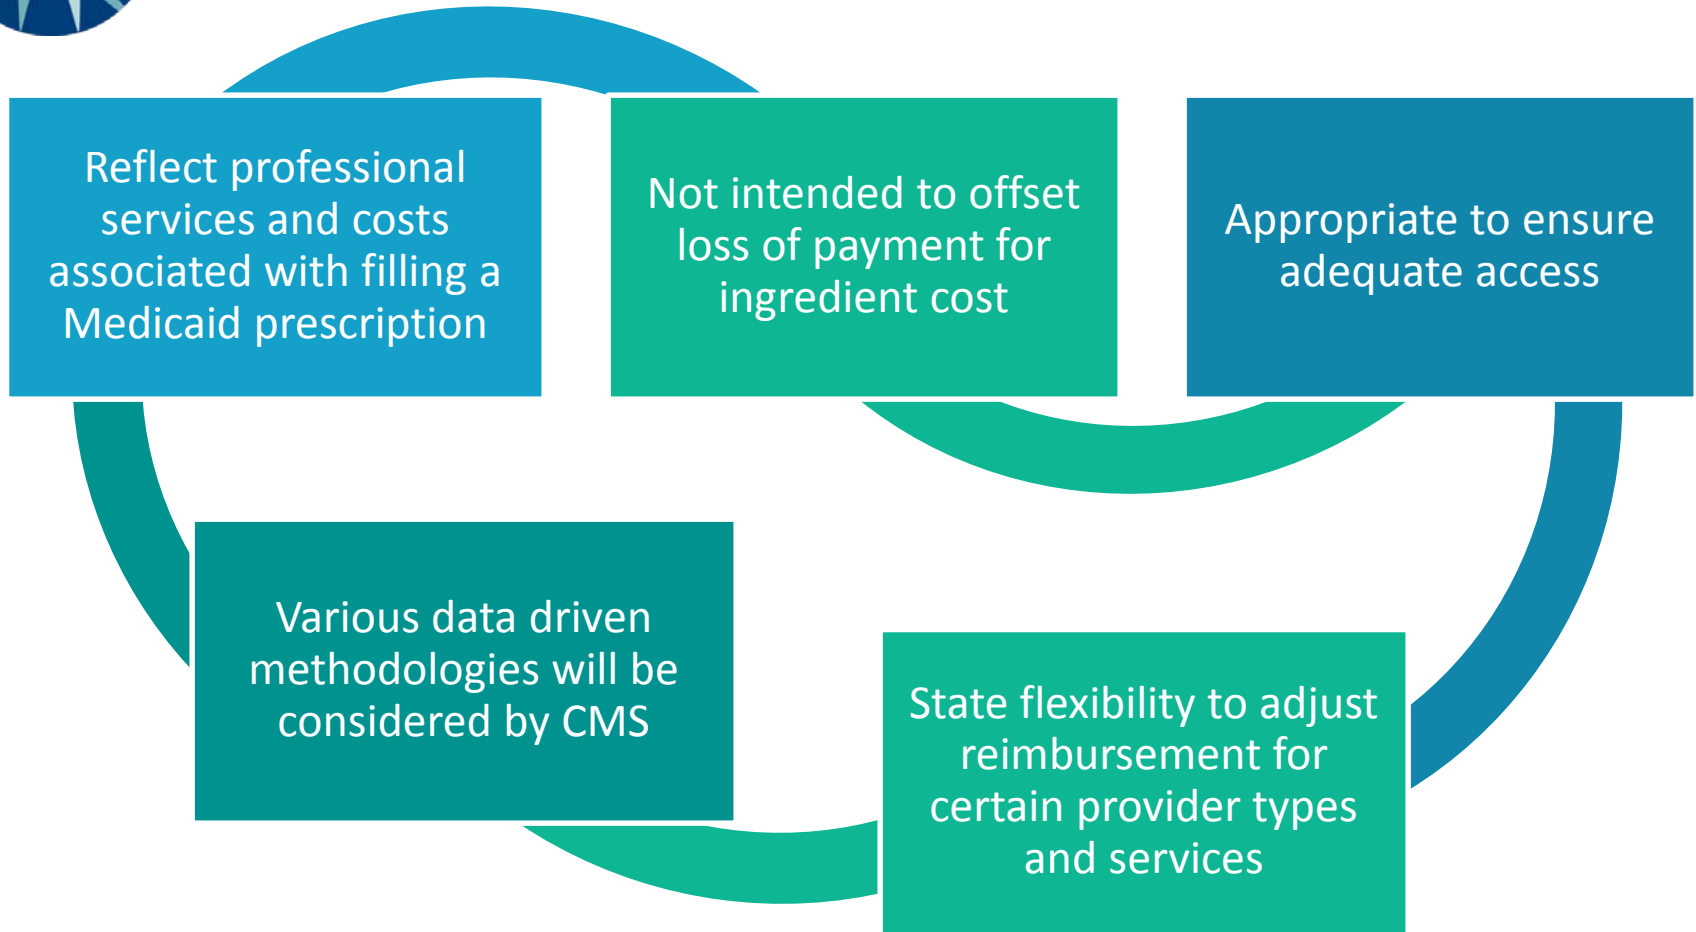 Reflect professional
services and costs
associated with filling a
Medicaid prescription
Not intended to offset
loss of payment for
ingredient cost
Appropriate to ensure
adequate access
Various data driven
methodologies will be
considered by CMS
State flexibility to adjust
reimbursement for
certain provider types
and services